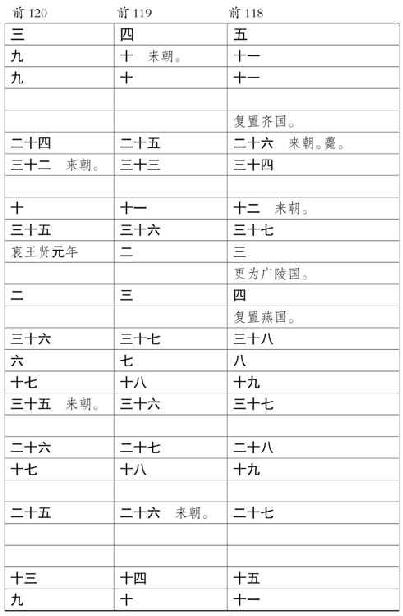 前120 前119 前118
三 四 五
九 十 来朝。 十一
九 十 十一
复置齐国。
二十四 二十五 二十六 来朝。薨。
三十二 来朝。 三十三 三十四
十 十一 十二 来朝。
三十五 三十六 三十七
哀王贤元年 二 三
更为广陵国。
二 三 四
复置燕国。
三十六 三十七 三十八
六 七 八
十七 十八 十九
三十五 来朝。 三十六 三十七
二十六 二十七 二十八
十七 十八 十九
二十五 二十六 来朝。 二十七
十三 十四 十五
九 十 十一